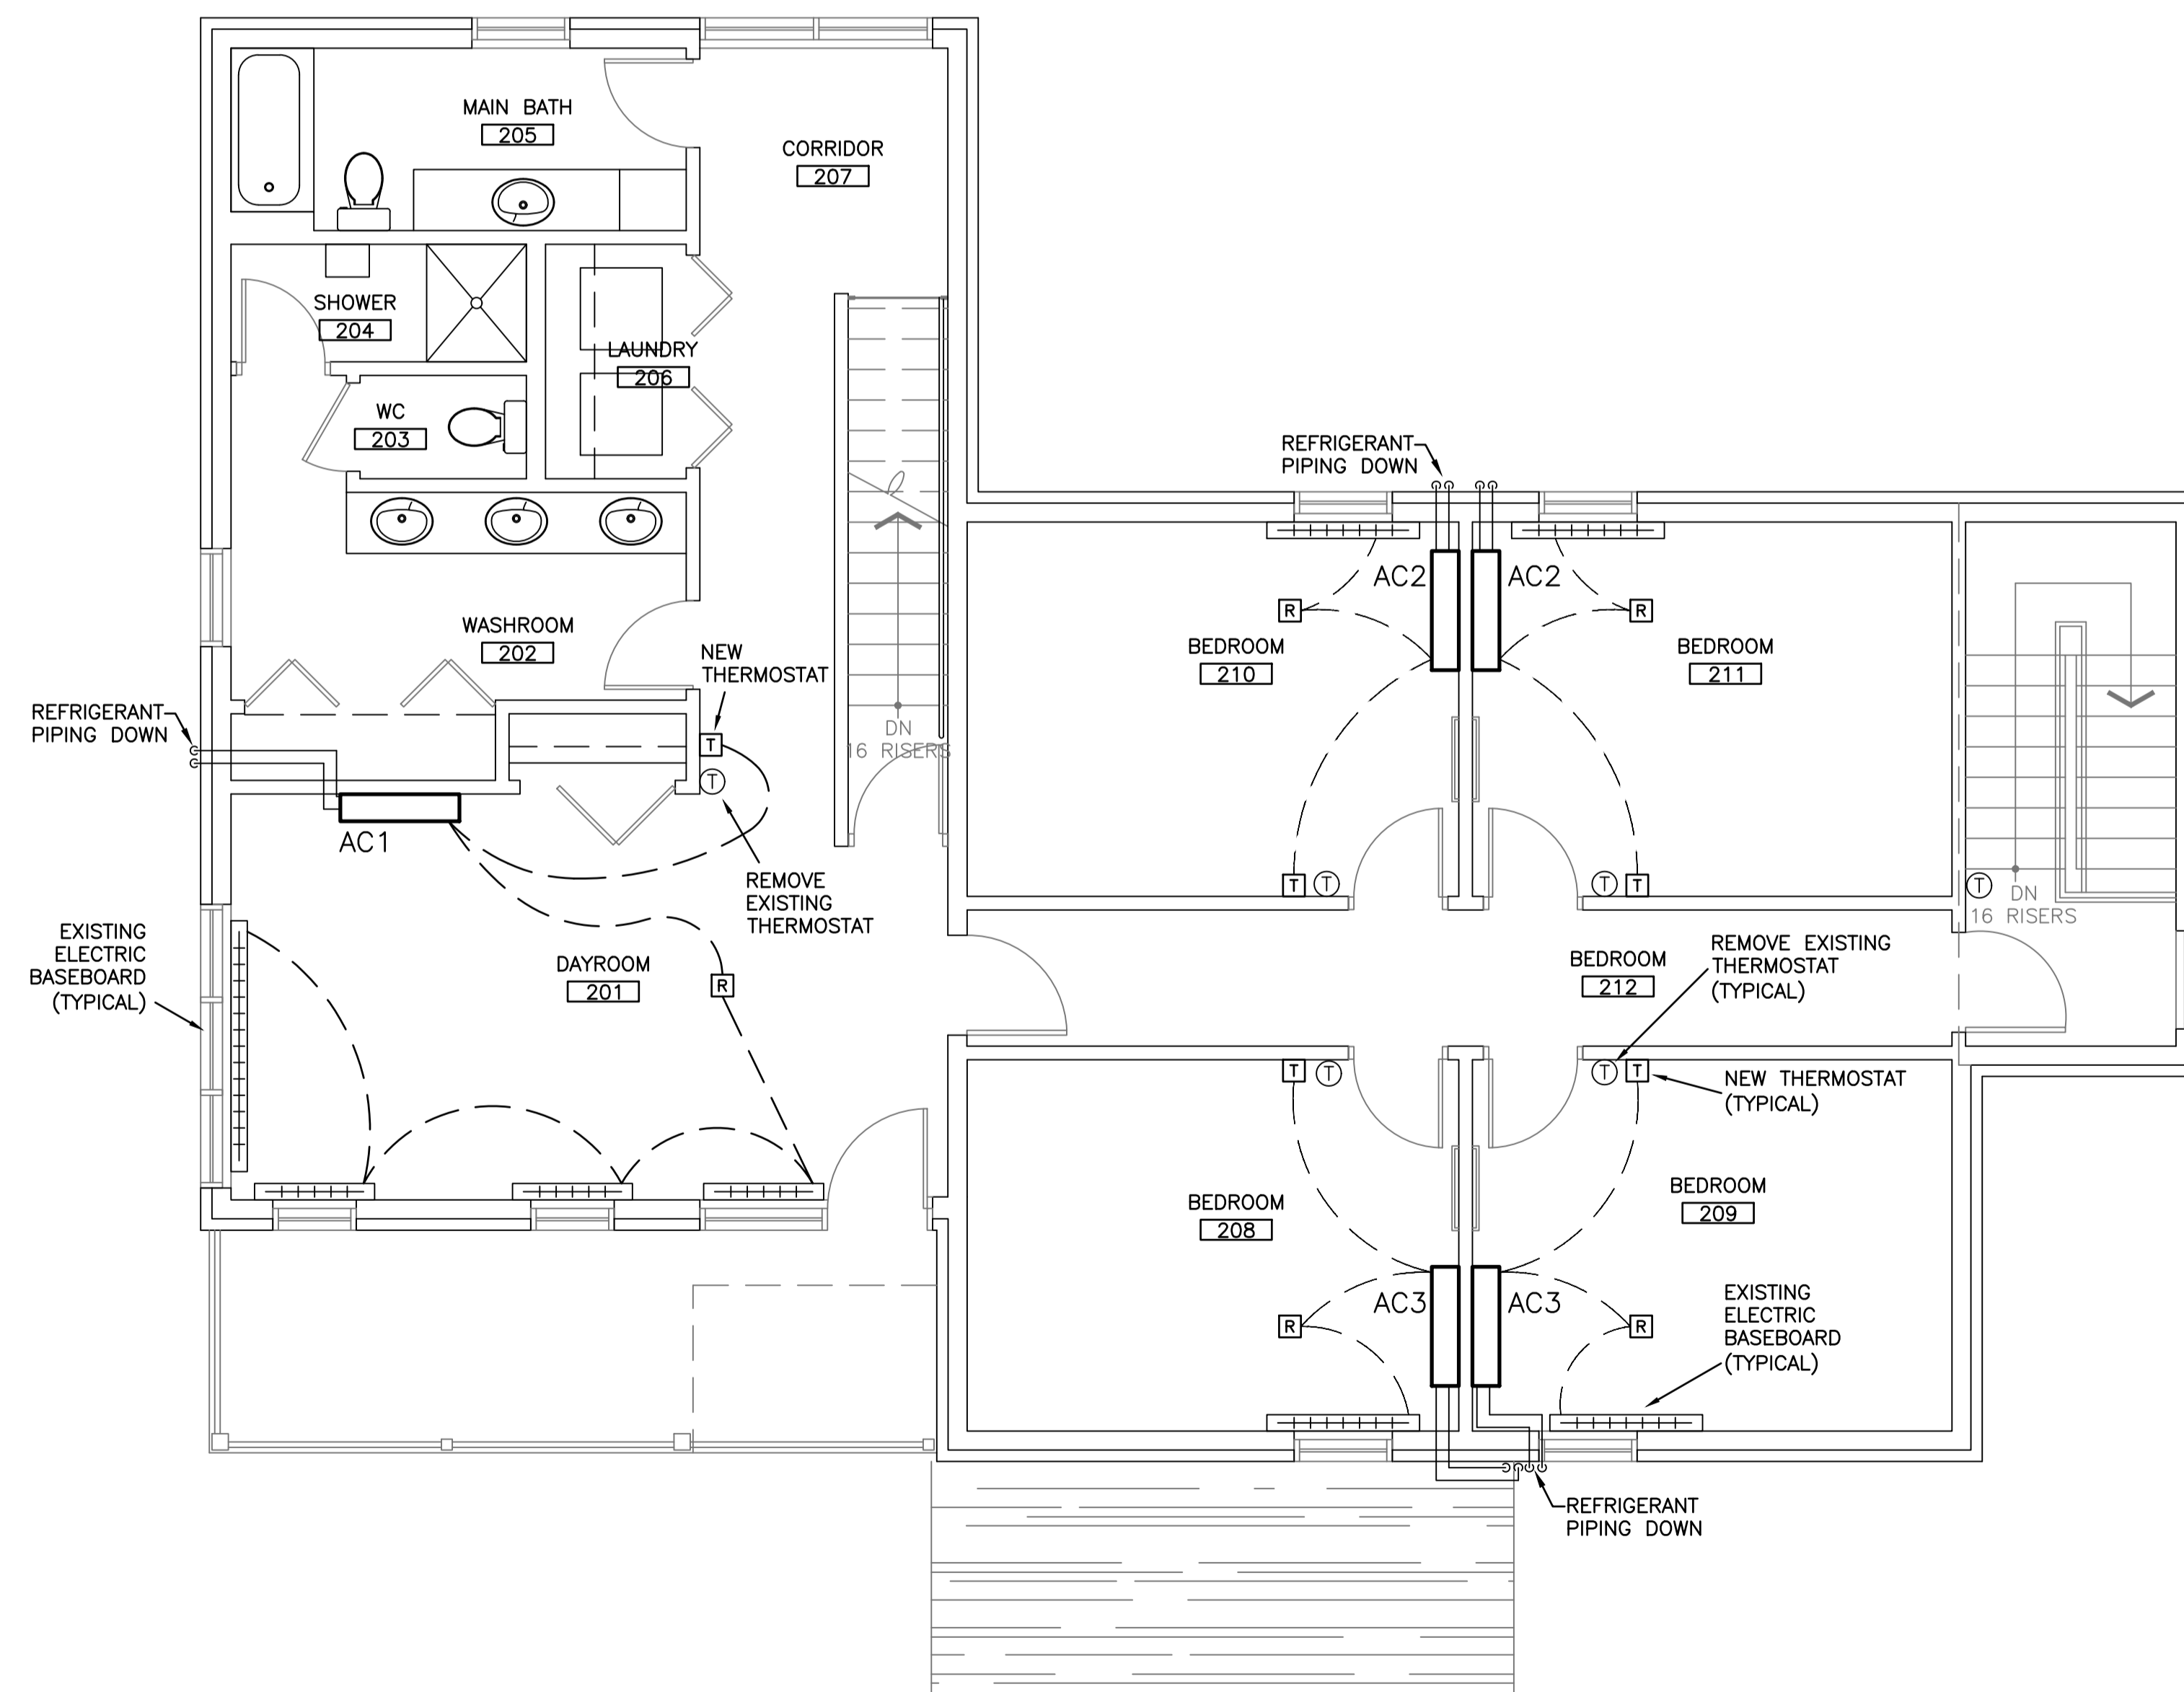 MAIN BATH
205
CORRIDOR
207
SHOWER
204
LAUNDRY
206
WC
203
WASHROOM
202
NEW
THERMOSTAT
T
T
REFRIGERANT
PIPING DOWN
AC1
REMOVE
EXISTING
THERMOSTAT
DN
16 RISERS
EXISTING
ELECTRIC
BASEBOARD
(TYPICAL)
DAYROOM
201
R
REFRIGERANT
PIPING DOWN
AC2
AC2
R
R
BEDROOM
210
BEDROOM
211
T
T
T
T
T
DN
16 RISERS
BEDROOM
212
REMOVE EXISTING
THERMOSTAT
(TYPICAL)
T
T
T
T
NEW THERMOSTAT
(TYPICAL)
BEDROOM
208
BEDROOM
209
AC3
AC3
R
R
EXISTING
ELECTRIC
BASEBOARD
(TYPICAL)
REFRIGERANT
PIPING DOWN